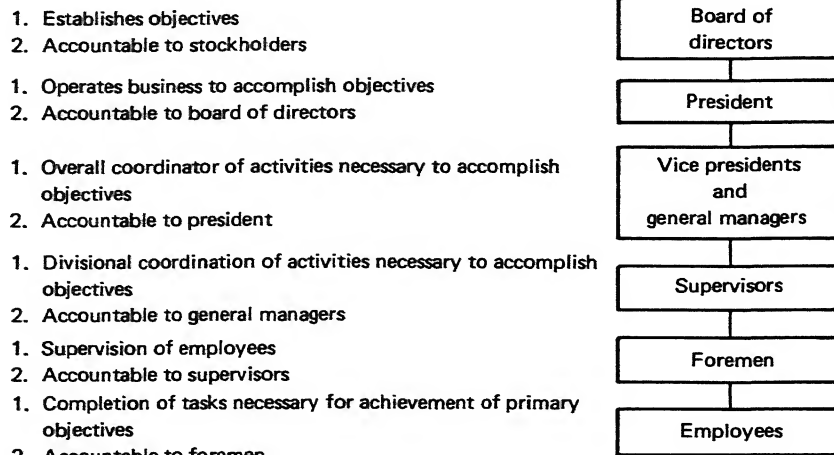 1. Establishes objectives
2. Accountable to stockholders
Board of
directors
1. Operates business to accomplish objectives
2. Accountable to board of directors
President
1. Overall coordinator of activities necessary to accomplish
objectives
2. Accountable to president
Vice presidents
and
general managers
1. Divisional coordination of activities necessary to accomplish
objectives
2. Accountable to general managers
Supervisors
1. Supervision of employees
2. Accountable to supervisors
Foremen
1. Completion of tasks necessary for achievement of primary
objectives
2. Accountable to foremen
Employees